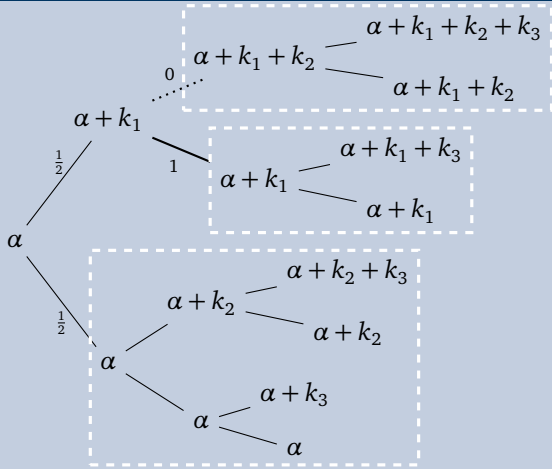 α + k₁ + k₂ + k₃
α + k₁ + k₂
0
α + k₁ + k₂
α + k₁
½
1
α + k₁ + k₃
α + k₁
α + k₁
α
½
α + k₂ + k₃
α + k₂
α + k₂
α
α + k₃
α
α